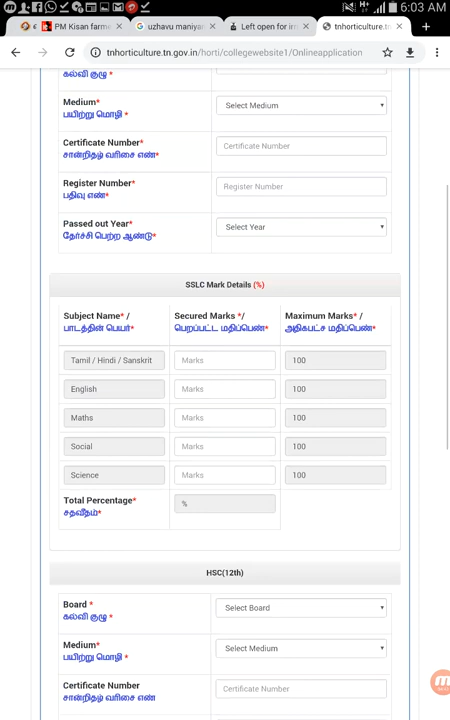 6:03 AM
PM Kisan farme
uzhavu maniyar
Left open for irri
tnhorticulture.tn.
tnhorticulture.tn.gov.in/horti/collegewebsite1/Onlineapplication
கல்வி குழு *
Medium*
பயிற்று மொழி *
Select Medium
Certificate Number*
சான்றிதழ் வரிசை எண்*
Certificate Number
Register Number*
பதிவு எண்*
Register Number
Passed out Year*
தேர்ச்சி பெற்ற ஆண்டு*
Select Year
SSLC Mark Details (%)
Subject Name* / Secured Marks */ Maximum Marks* /
பாடத்தின் பெயர்* பெறப்பட்ட மதிப்பெண்* அதிகபட்ச மதிப்பெண்*
Tamil / Hindi / Sanskrit Marks 100
English Marks 100
Maths Marks 100
Social Marks 100
Science Marks 100
Total Percentage*
சதவீதம்*
%
HSC(12th)
Board *
கல்வி குழு *
Select Board
Medium*
பயிற்று மொழி *
Select Medium
Certificate Number
சான்றிதழ் வரிசை எண்
Certificate Number